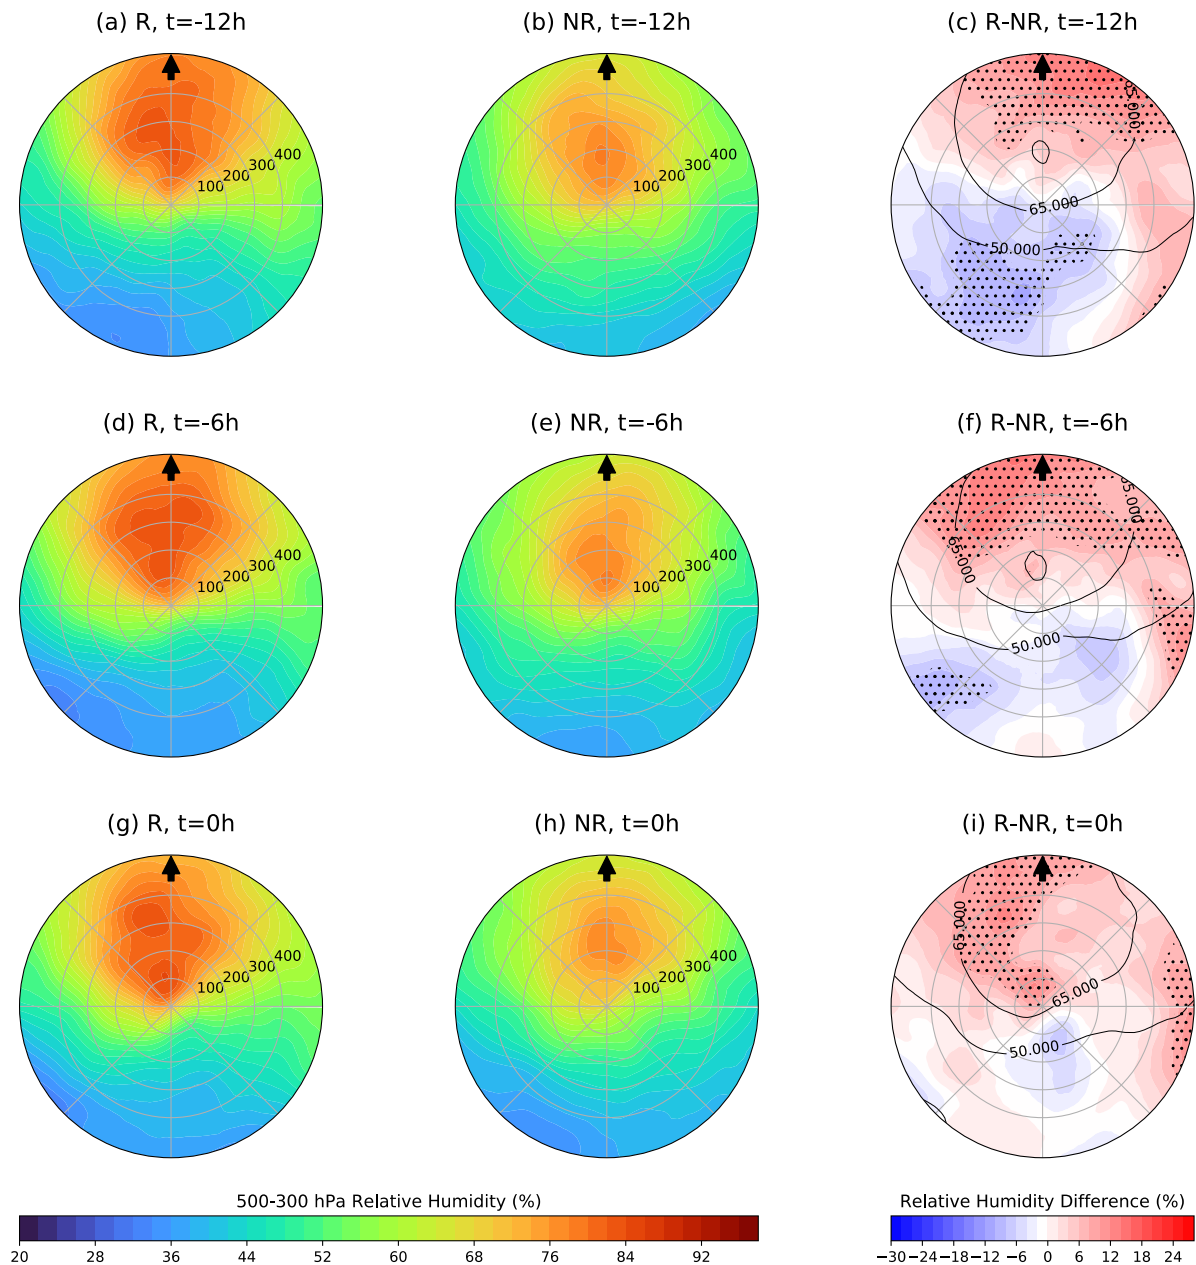 (a) R, t=-12h
(b) NR, t=-12h
(c) R-NR, t=-12h
100 200 300 400
100 200 300 400
65.000
65.000
50.000
(d) R, t=-6h
(e) NR, t=-6h
(f) R-NR, t=-6h
100 200 300 400
100 200 300 400
65.000
65.000
50.000
(g) R, t=0h
(h) NR, t=0h
(i) R-NR, t=0h
100 200 300 400
100 200 300 400
65.000
65.000
50.000
500-300 hPa Relative Humidity (%)
20 28 36 44 52 60 68 76 84 92
Relative Humidity Difference (%)
−30 −24 −18 −12 −6 0 6 12 18 24